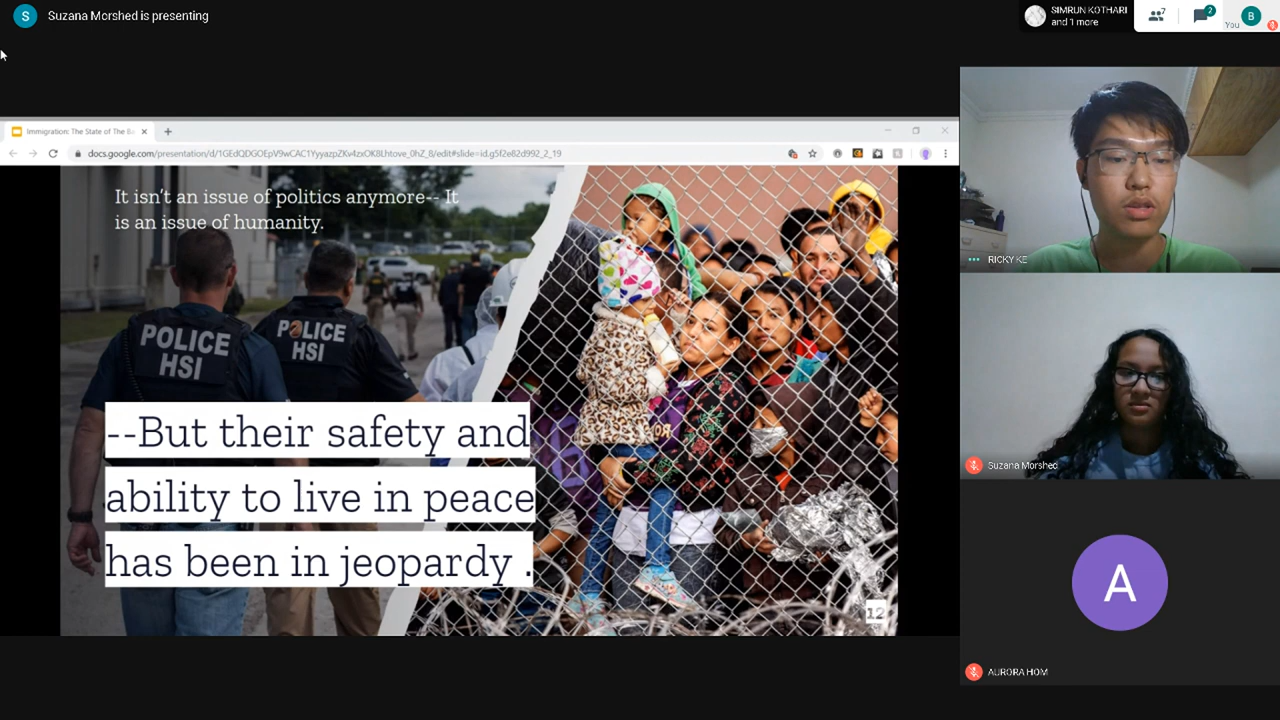 S
Suzana Morshed is presenting
SIMRUN KOTHARI
and 1 more
7
2
You
B
Immigration: The State of The Ba
docs.google.com/presentation/d/1GEdQDGOEpV9wCAC1YyyazpZKv4zxOK8Lhtove_0hZ_8/edit#slide=id.g5f2e82d992_2_19
It isn't an issue of politics anymore-- It
is an issue of humanity.
POLICE
HSI
POLICE
HSI
--But their safety and
ability to live in peace
has been in jeopardy .
12
RICKY KE
Suzana Morshed
A
AURORA HOM